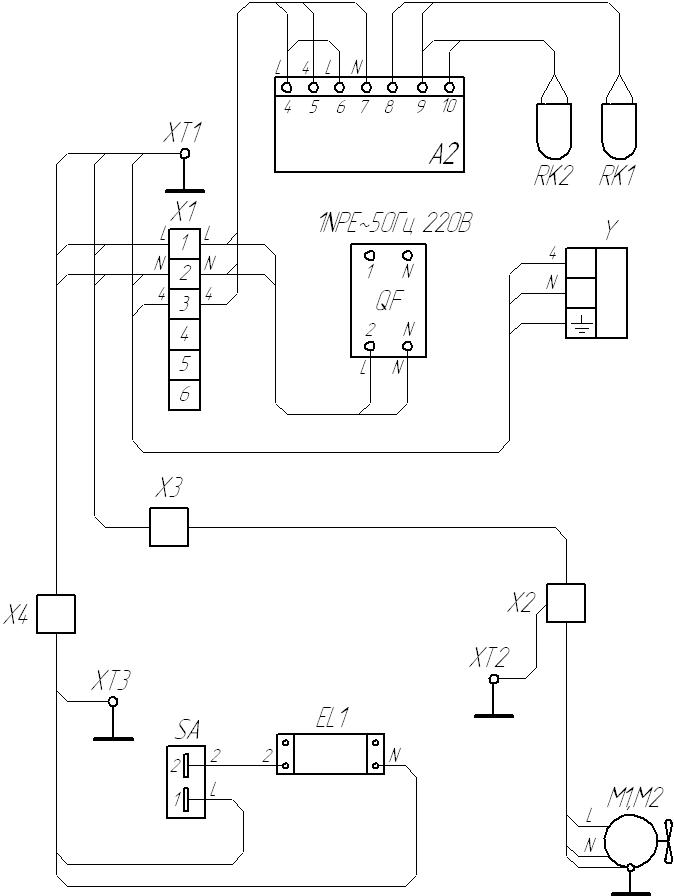 L 4 L N
4 5 6 7 8 9 10
A2
RK2 RK1
XT1
X1
1NPE~50Гц 220В
Y
L 1 L
N 2 N
4 3 4
4
5
6
1 N
QF
2 N
L N
4
N
X3
X4
X2
XT2
XT3
SA
EL1
2 2 2 N
1 L
M1,M2
L
N